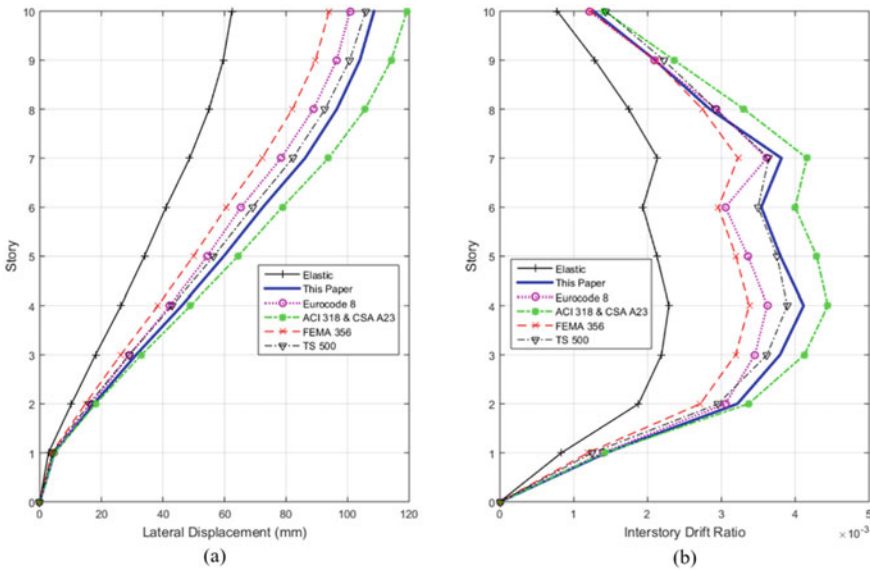 10
9
8
7
6
5
4
3
2
1
0
Story
0 20 40 60 80 100 120
Lateral Displacement (mm)
Elastic
This Paper
Eurocode 8
ACI 318 & CSA A23
FEMA 356
TS 500
(a)
10
9
8
7
6
5
4
3
2
1
0
Story
0 1 2 3 4 5
×10⁻³
Interstory Drift Ratio
Elastic
This Paper
Eurocode 8
ACI 318 & CSA A23
FEMA 356
TS 500
(b)